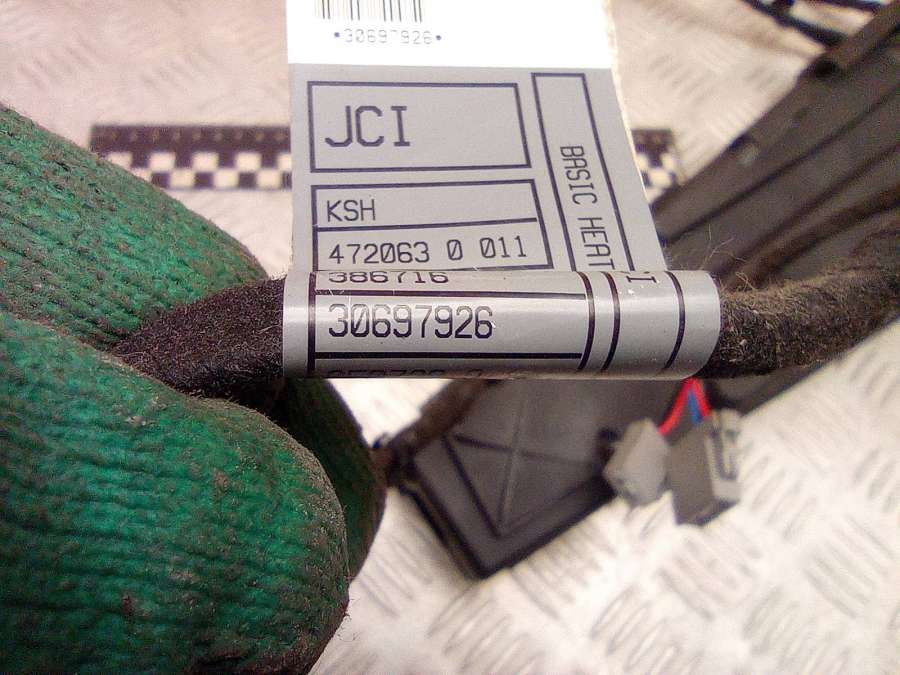 *30697926*
JCI
KSH
472063 0 011
386716
30697926
BASIC HEAT